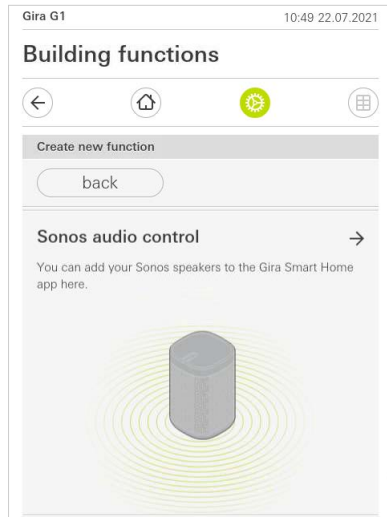 Gira G1 10:49 22.07.2021
Building functions
Create new function
back
Sonos audio control
You can add your Sonos speakers to the Gira Smart Home
app here.